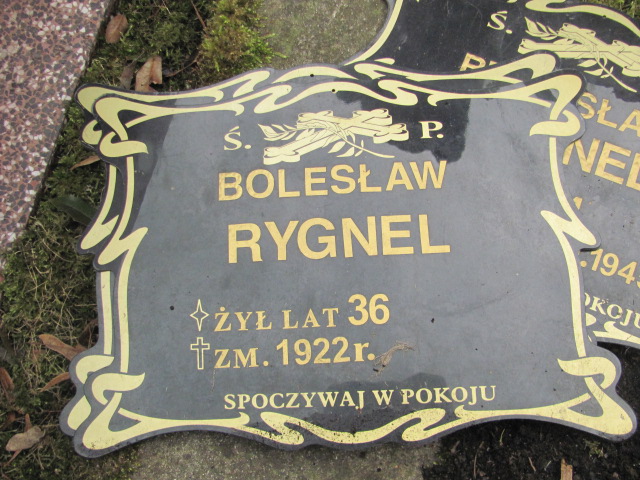 Ś. P.
BOLESŁAW
RYGNEL
ŻYŁ LAT 36
ZM. 1922r.
SPOCZYWAJ W POKOJU
Ś.